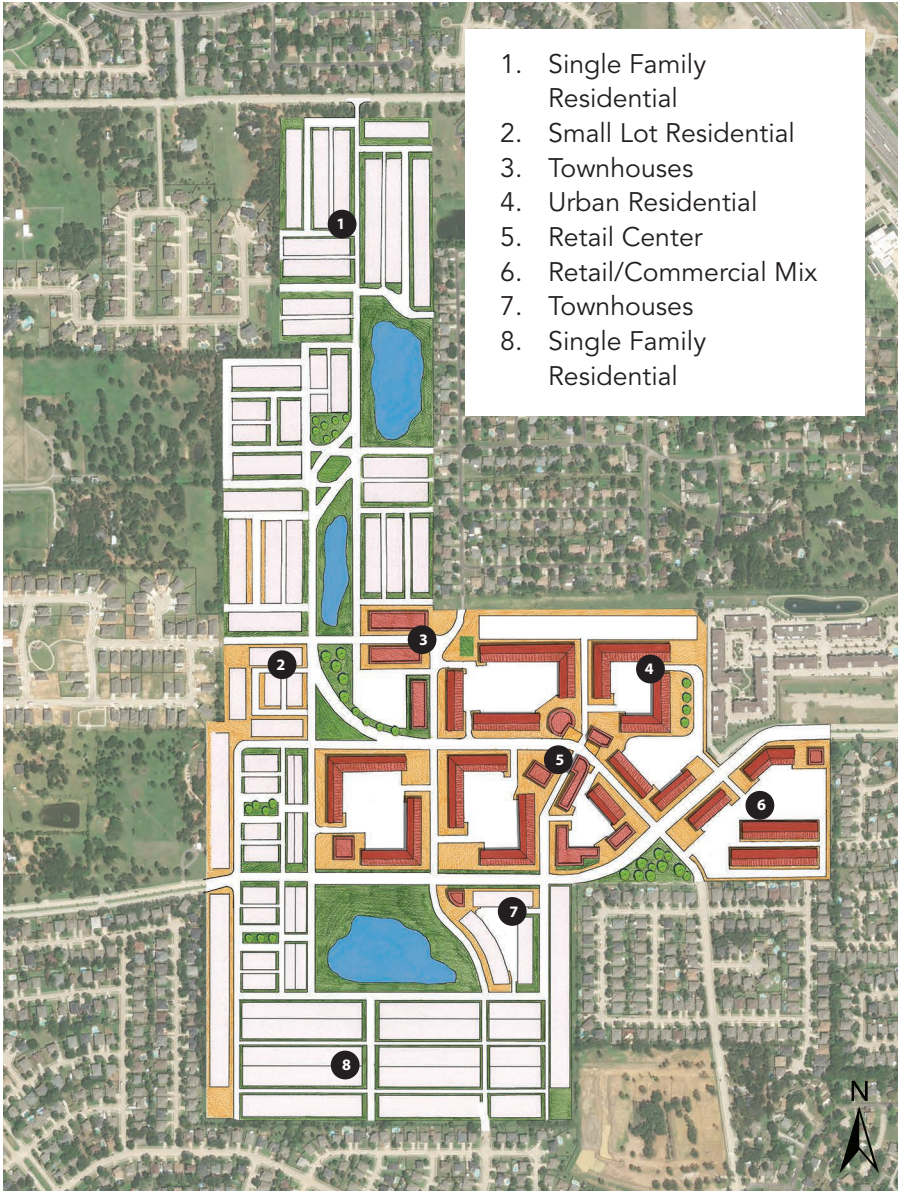 1. Single Family
Residential
2. Small Lot Residential
3. Townhouses
4. Urban Residential
5. Retail Center
6. Retail/Commercial Mix
7. Townhouses
8. Single Family
Residential
1
3
2
4
5
6
7
8
N